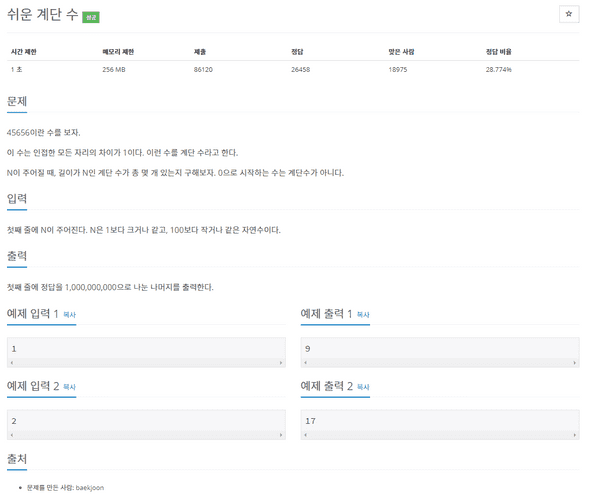 쉬운 계단 수 성공
☆
시간 제한 메모리 제한 제출 정답 맞은 사람 정답 비율
1 초 256 MB 86120 26458 18975 28.774%
문제
45656이란 수를 보자.
이 수는 인접한 모든 자리의 차이가 1이다. 이런 수를 계단 수라고 한다.
N이 주어질 때, 길이가 N인 계단 수가 총 몇 개 있는지 구해보자. 0으로 시작하는 수는 계단수가 아니다.
입력
첫째 줄에 N이 주어진다. N은 1보다 크거나 같고, 100보다 작거나 같은 자연수이다.
출력
첫째 줄에 정답을 1,000,000,000으로 나눈 나머지를 출력한다.
예제 입력 1 복사
1
예제 출력 1 복사
9
예제 입력 2 복사
2
예제 출력 2 복사
17
출처
문제를 만든 사람: baekjoon